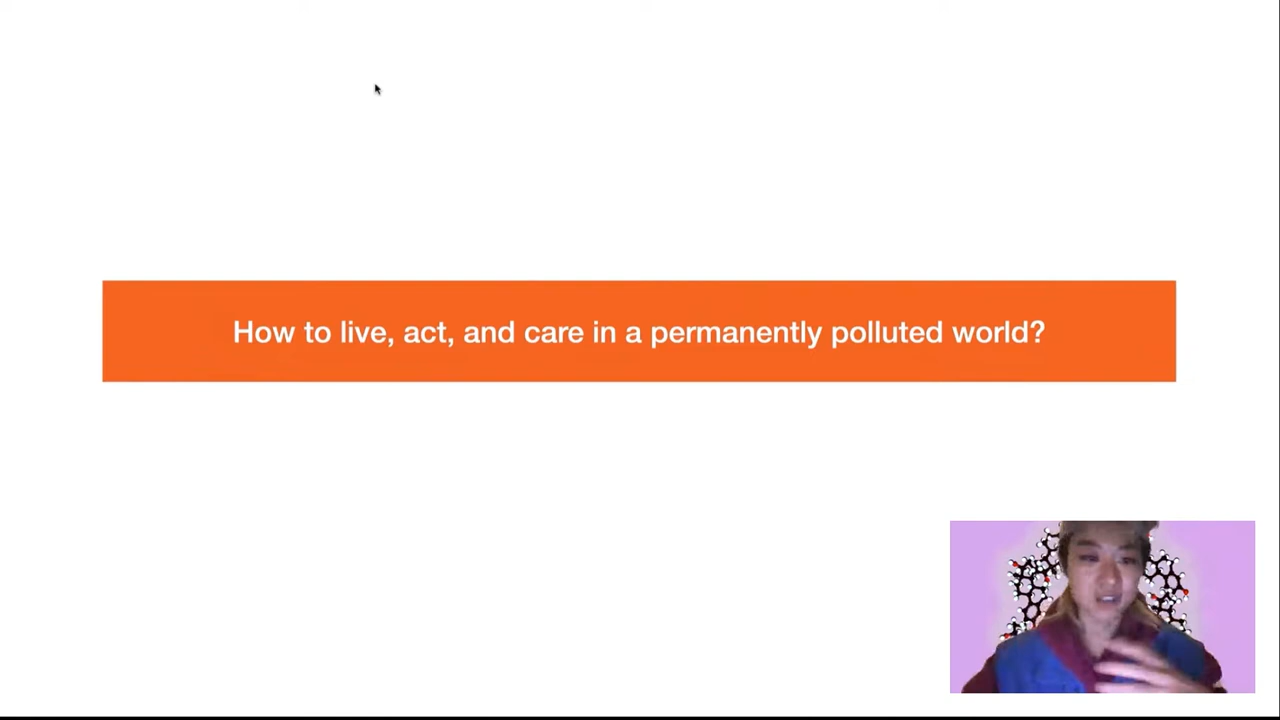 How to live, act, and care in a permanently polluted world?